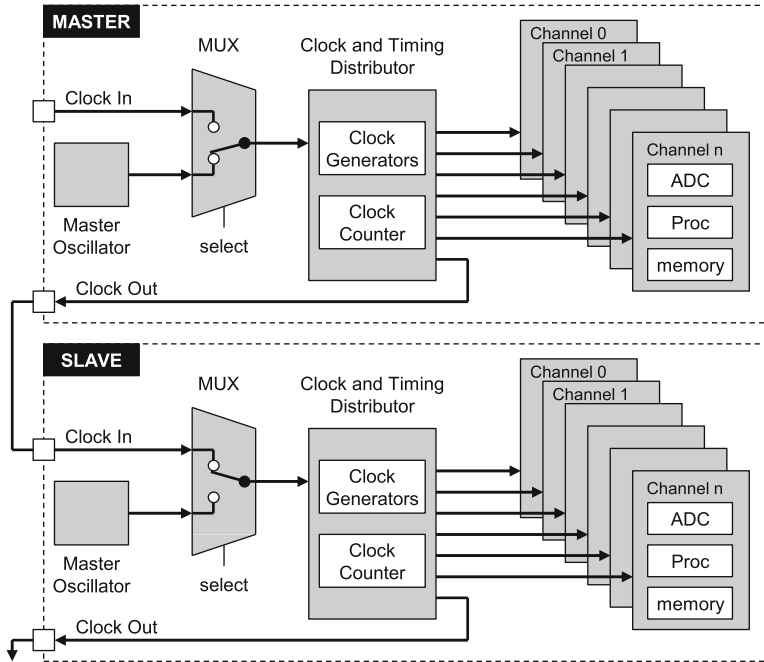 MASTER
MUX
Clock and Timing
Distributor
Channel 0
Channel 1
Clock In
Clock
Generators
Channel n
ADC
Master
Oscillator
Clock
Counter
Proc
select
memory
Clock Out
SLAVE
MUX
Clock and Timing
Distributor
Channel 0
Channel 1
Clock In
Clock
Generators
Channel n
ADC
Master
Oscillator
Clock
Counter
Proc
select
memory
Clock Out